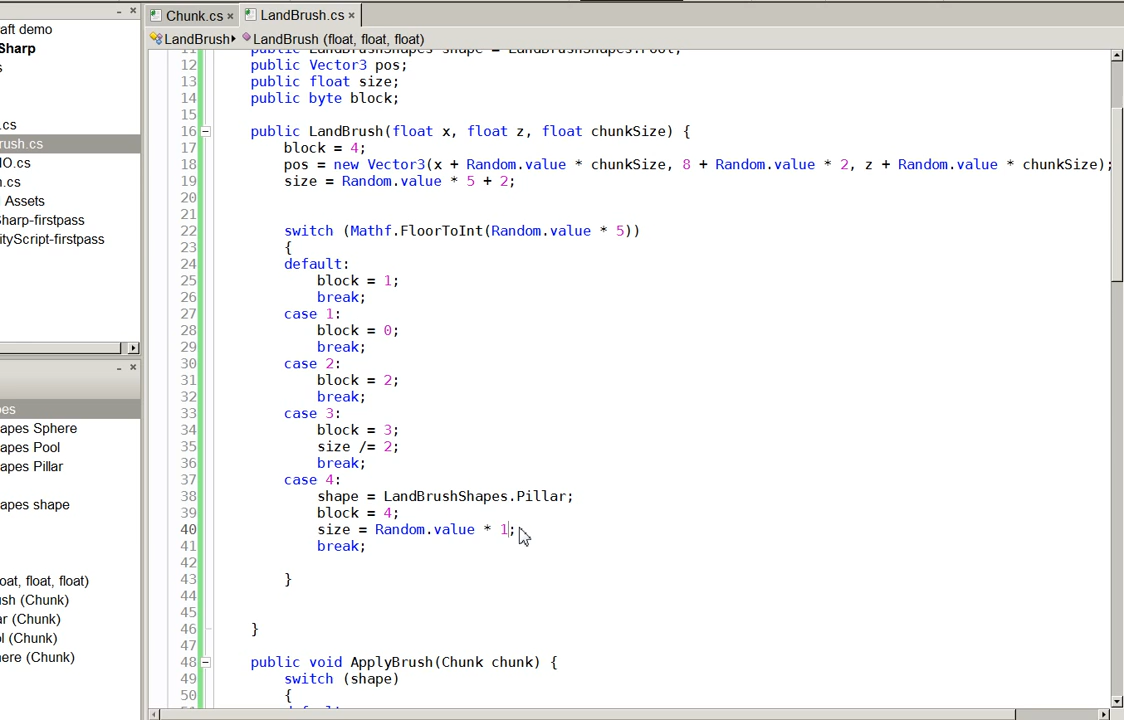 Chunk.cs
LandBrush.cs
aft demo
Sharp
s
.cs
rush.cs
IO.cs
n.cs
Assets
Sharp-firstpass
ityScript-firstpass
pes
apes Sphere
apes Pool
apes Pillar
apes shape
oat, float, float)
ush (Chunk)
ar (Chunk)
ol (Chunk)
here (Chunk)
LandBrush LandBrush (float, float, float)
11 public LandBrushShapes shape = LandBrushShapes.Pool;
12 public Vector3 pos;
13 public float size;
14 public byte block;
15
16 public LandBrush(float x, float z, float chunkSize) {
17 block = 4;
18 pos = new Vector3(x + Random.value * chunkSize, 8 + Random.value * 2, z + Random.value * chunkSize);
19 size = Random.value * 5 + 2;
20
21
22 switch (Mathf.FloorToInt(Random.value * 5))
23 {
24 default:
25 block = 1;
26 break;
27 case 1:
28 block = 0;
29 break;
30 case 2:
31 block = 2;
32 break;
33 case 3:
34 block = 3;
35 size /= 2;
36 break;
37 case 4:
38 shape = LandBrushShapes.Pillar;
39 block = 4;
40 size = Random.value * 1;
41 break;
42
43 }
44
45
46 }
47
48 public void ApplyBrush(Chunk chunk) {
49 switch (shape)
50 {